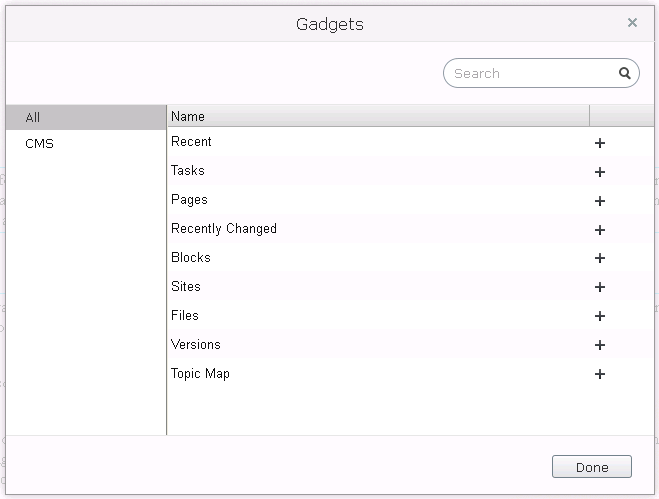 Gadgets
Search
All
CMS
Name
Recent
Tasks
Pages
Recently Changed
Blocks
Sites
Files
Versions
Topic Map
Done